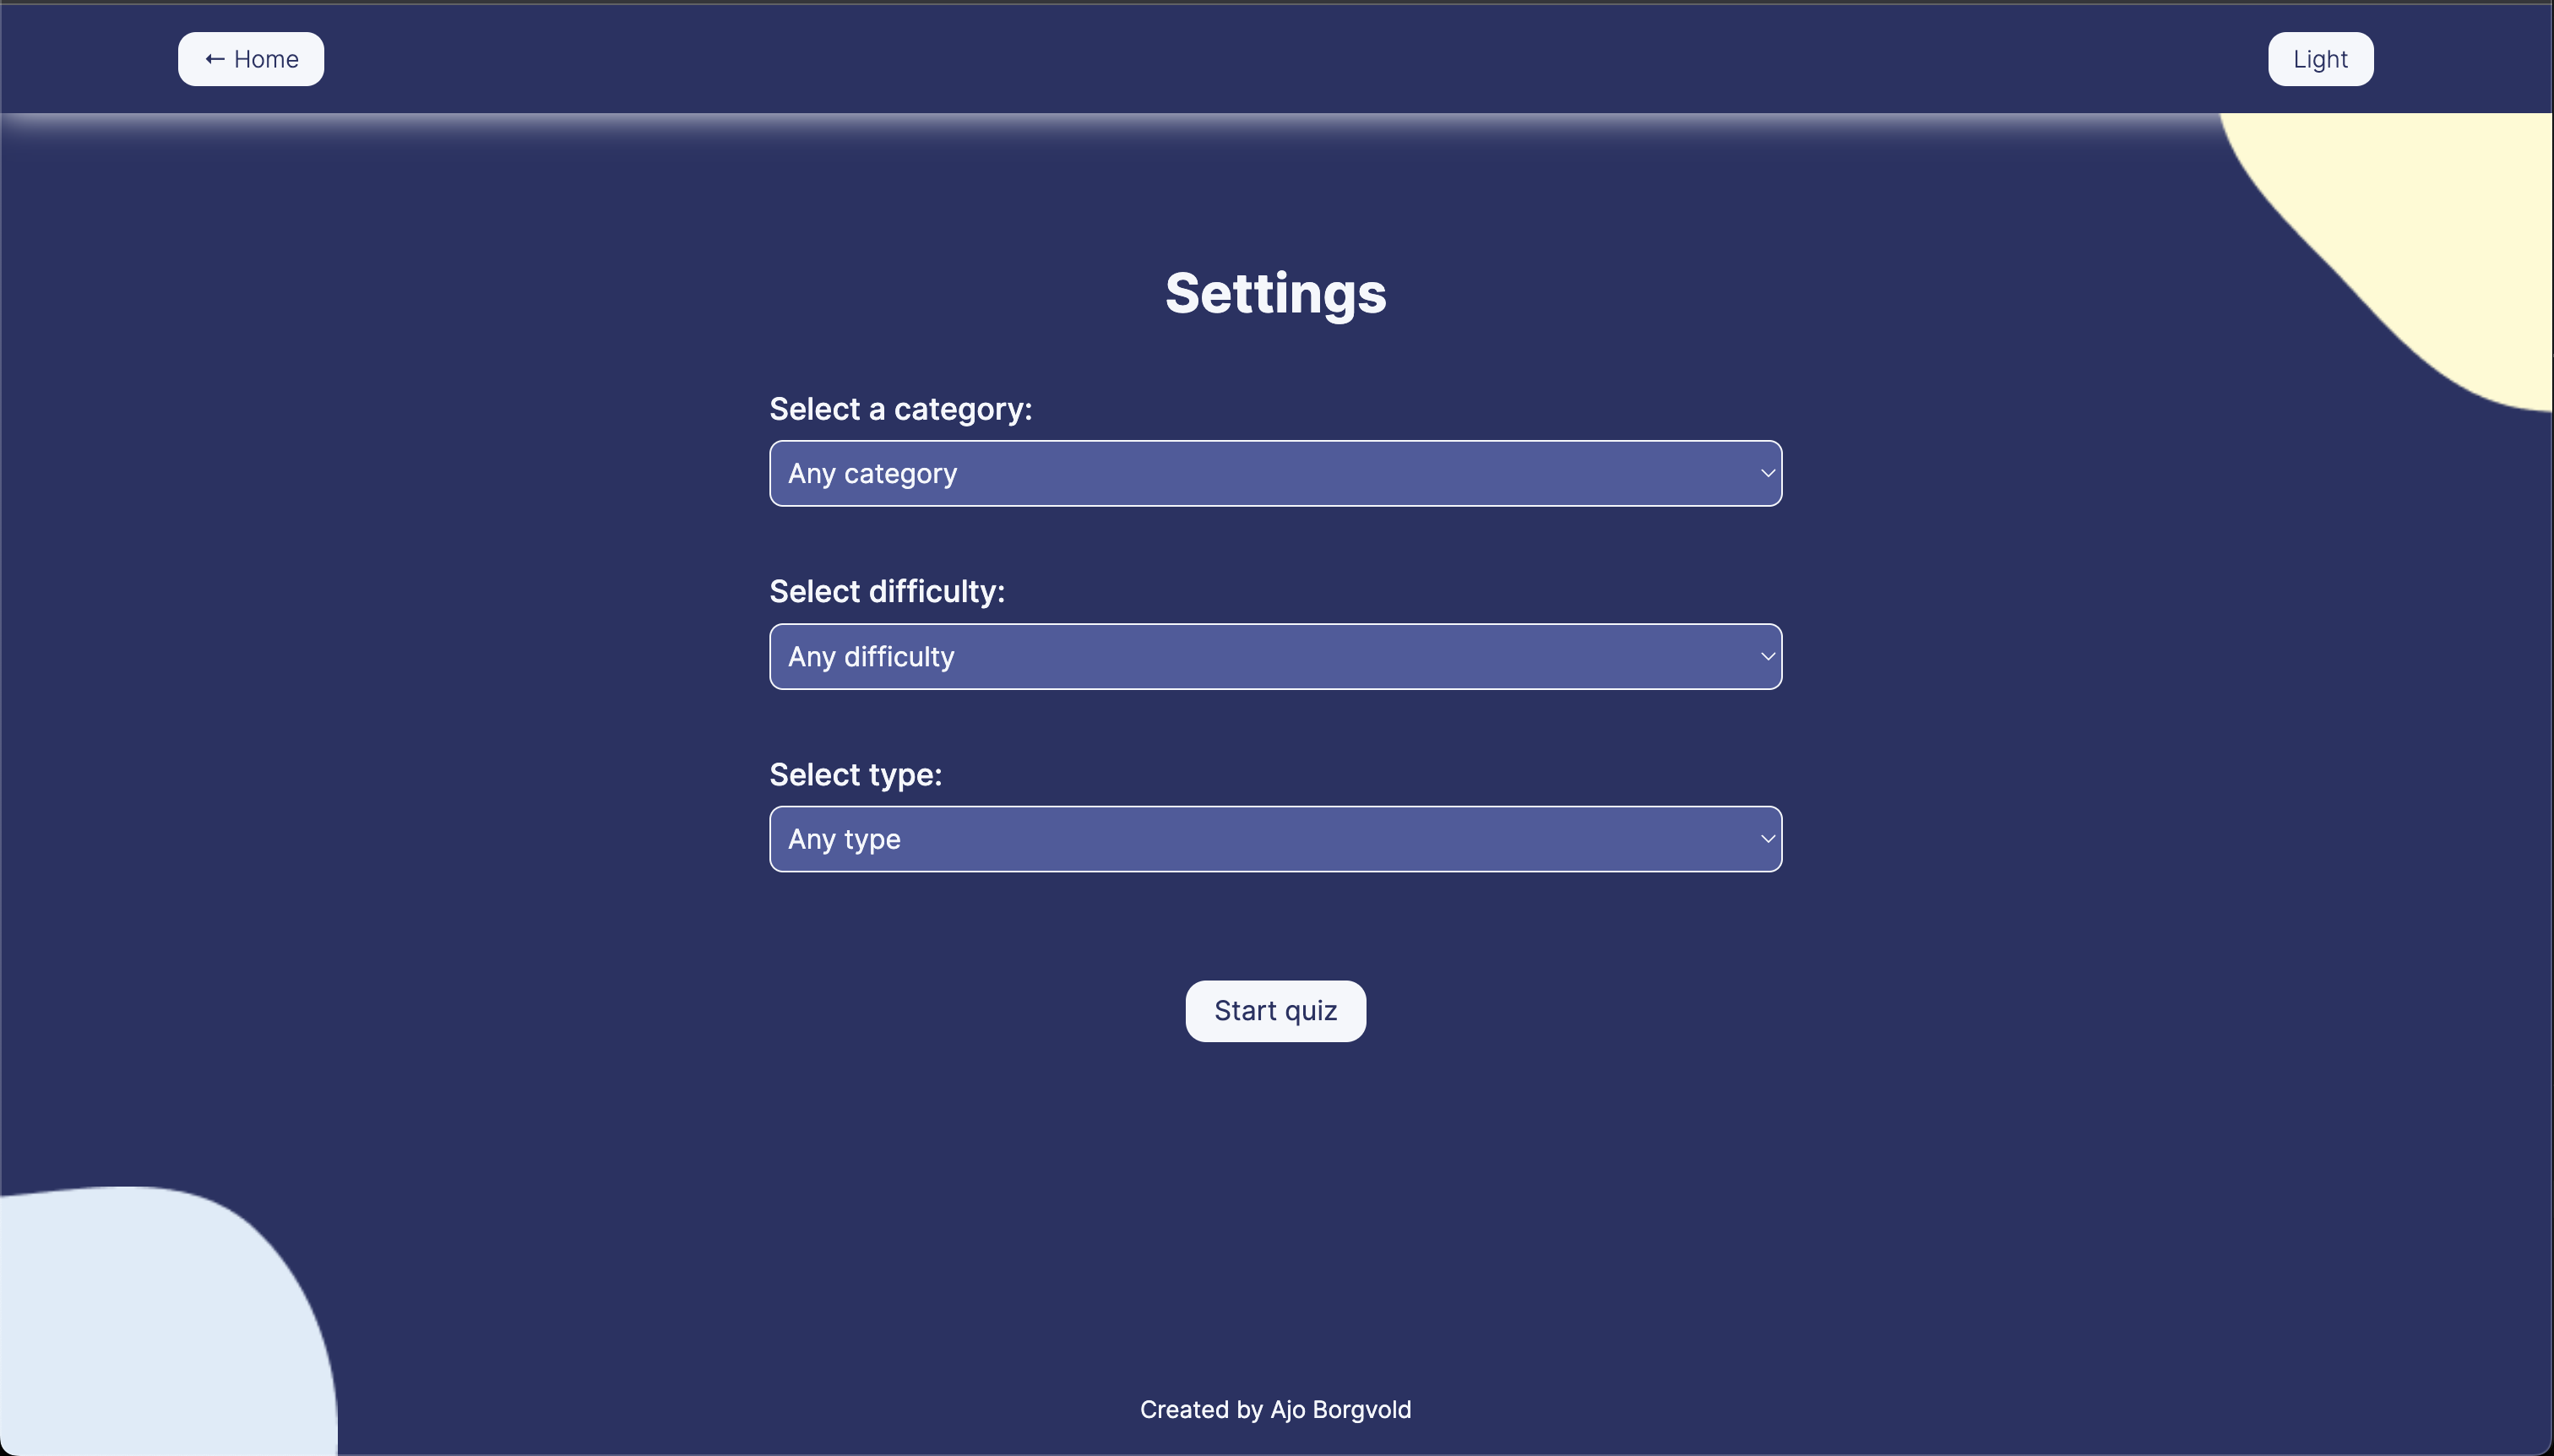 ← Home
Light
Settings
Select a category:
Any category
Select difficulty:
Any difficulty
Select type:
Any type
Start quiz
Created by Ajo Borgvold